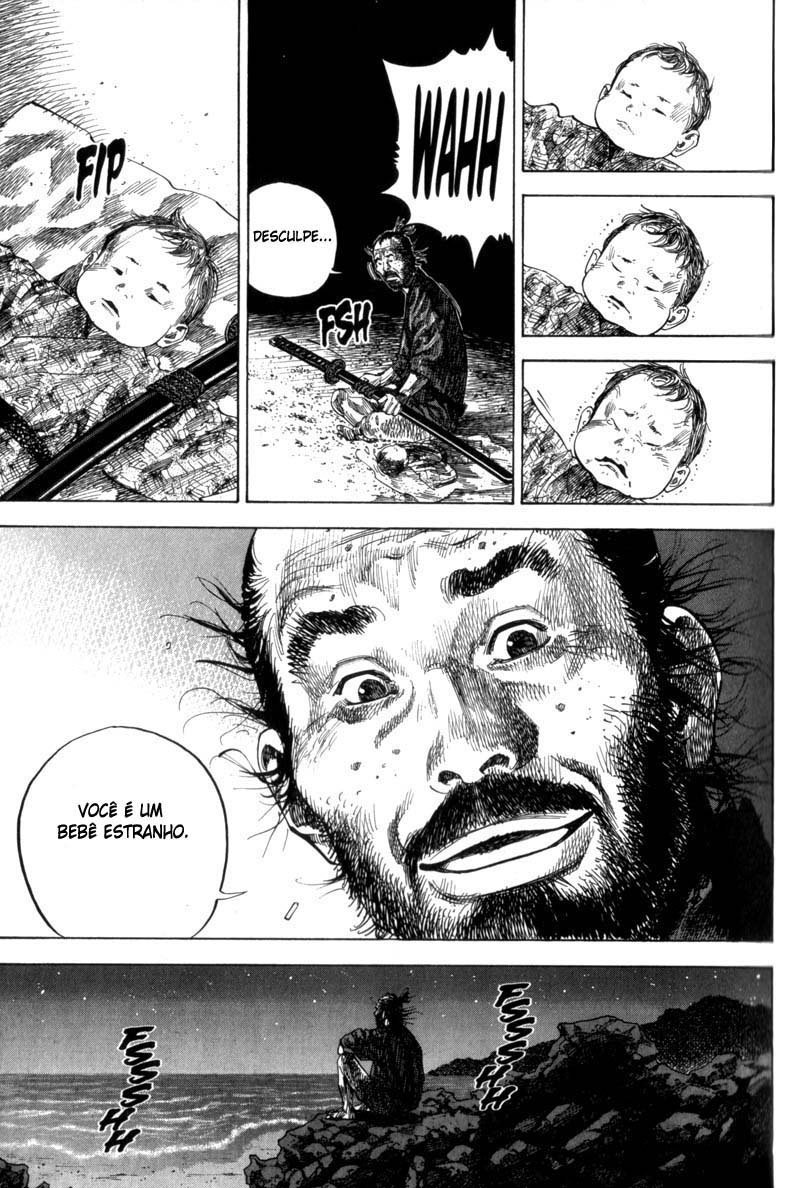 WAHH
DESCULPE...
FSH
FIP
VOCÊ É UM
BEBÊ ESTRANHO.
FSSSHH
FSSSHH